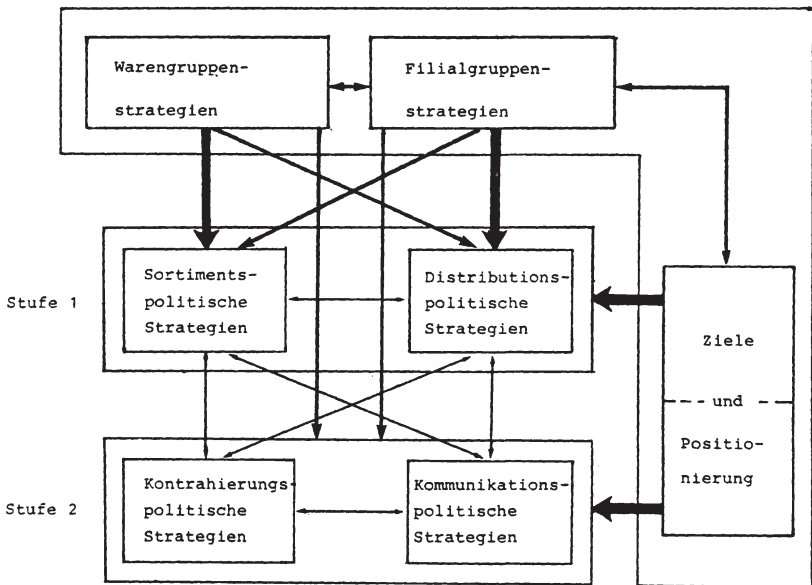 Warengruppen-
strategien
Filialgruppen-
strategien
Stufe 1
Sortiments-
politische
Strategien
Distributions-
politische
Strategien
Ziele
und
Positio-
nierung
Stufe 2
Kontrahierungs-
politische
Strategien
Kommunikations-
politische
Strategien